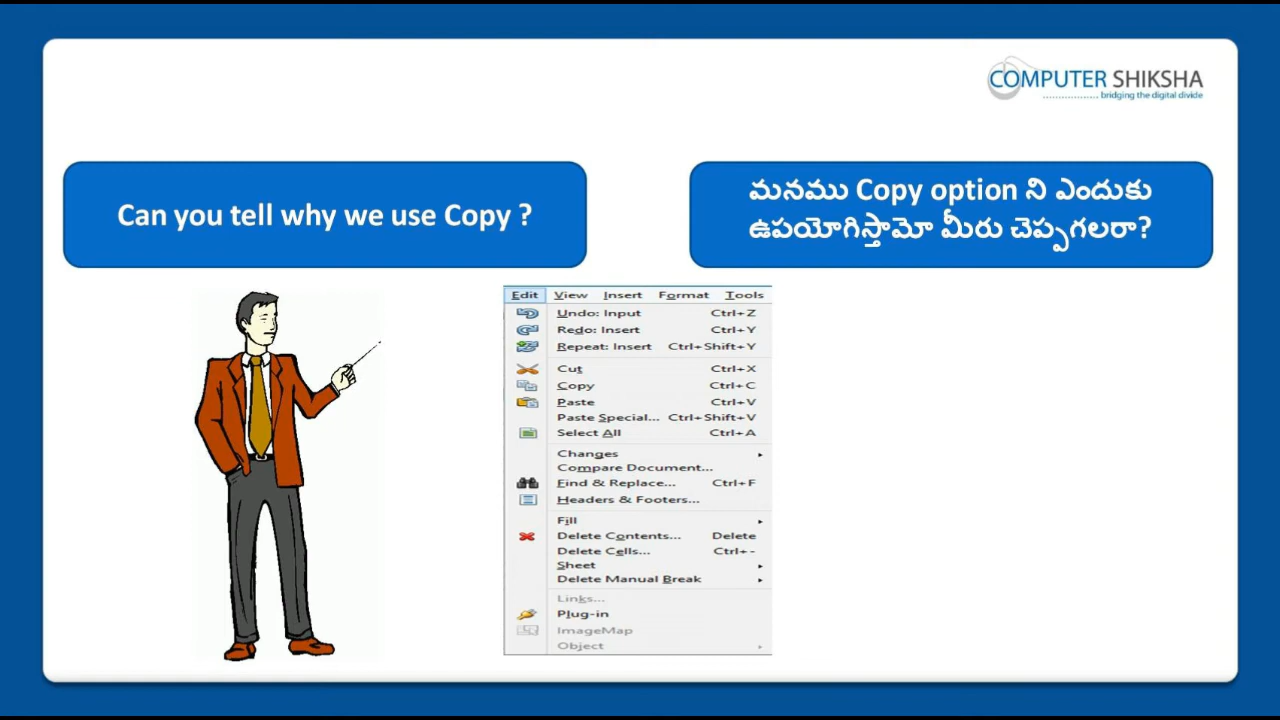 COMPUTER SHIKSHA
bridging the digital divide
Can you tell why we use Copy ?
మనము Copy option ని ఎందుకు
ఉపయోగిస్తామో మీరు చెప్పగలరా?
Edit View Insert Format Tools
Undo: Input Ctrl+Z
Redo: Insert Ctrl+Y
Repeat: Insert Ctrl+Shift+Y
Cut Ctrl+X
Copy Ctrl+C
Paste Ctrl+V
Paste Special... Ctrl+Shift+V
Select All Ctrl+A
Changes
Compare Document...
Find & Replace... Ctrl+F
Headers & Footers...
Fill
Delete Contents... Delete
Delete Cells... Ctrl+-
Sheet
Delete Manual Break
Links...
Plug-in
ImageMap
Object